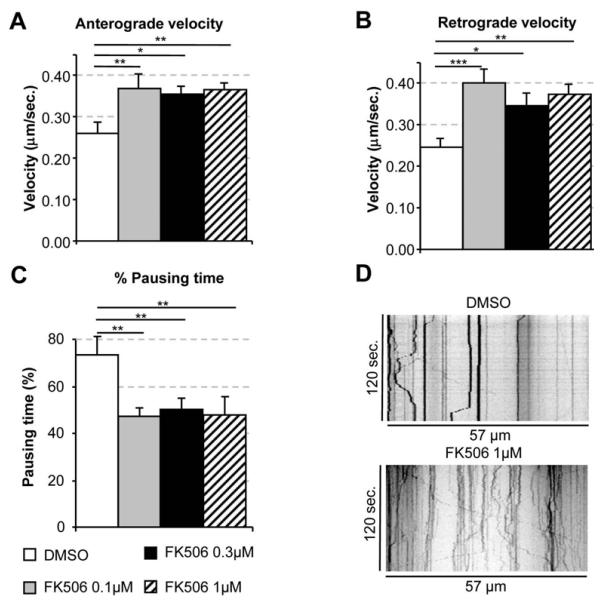 A
Anterograde velocity
**
*
**
Velocity (μm/sec.)
0.40
0.30
0.20
0.10
0.00
B
Retrograde velocity
**
*
***
Velocity (μm/sec.)
0.40
0.30
0.20
0.10
0.00
C
% Pausing time
**
**
**
Pausing time (%)
80
60
40
20
0
DMSO
FK506 0.3μM
FK506 0.1μM
FK506 1μM
D
DMSO
120 sec.
57 μm
FK506 1μM
120 sec.
57 μm